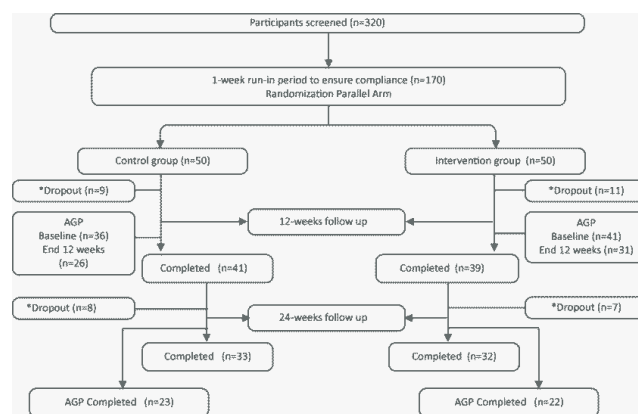 Participants screened (n=320)
1-week run-in period to ensure compliance (n=170)
Randomization Parallel Arm
Control group (n=50)
Intervention group (n=50)
*Dropout (n=9)
*Dropout (n=11)
12-weeks follow up
AGP
Baseline (n=36)
End 12 weeks
(n=26)
AGP
Baseline (n=41)
End 12 weeks (n=31)
Completed (n=41)
Completed (n=39)
*Dropout (n=8)
24-weeks follow up
*Dropout (n=7)
Completed (n=33)
Completed (n=32)
AGP Completed (n=23)
AGP Completed (n=22)